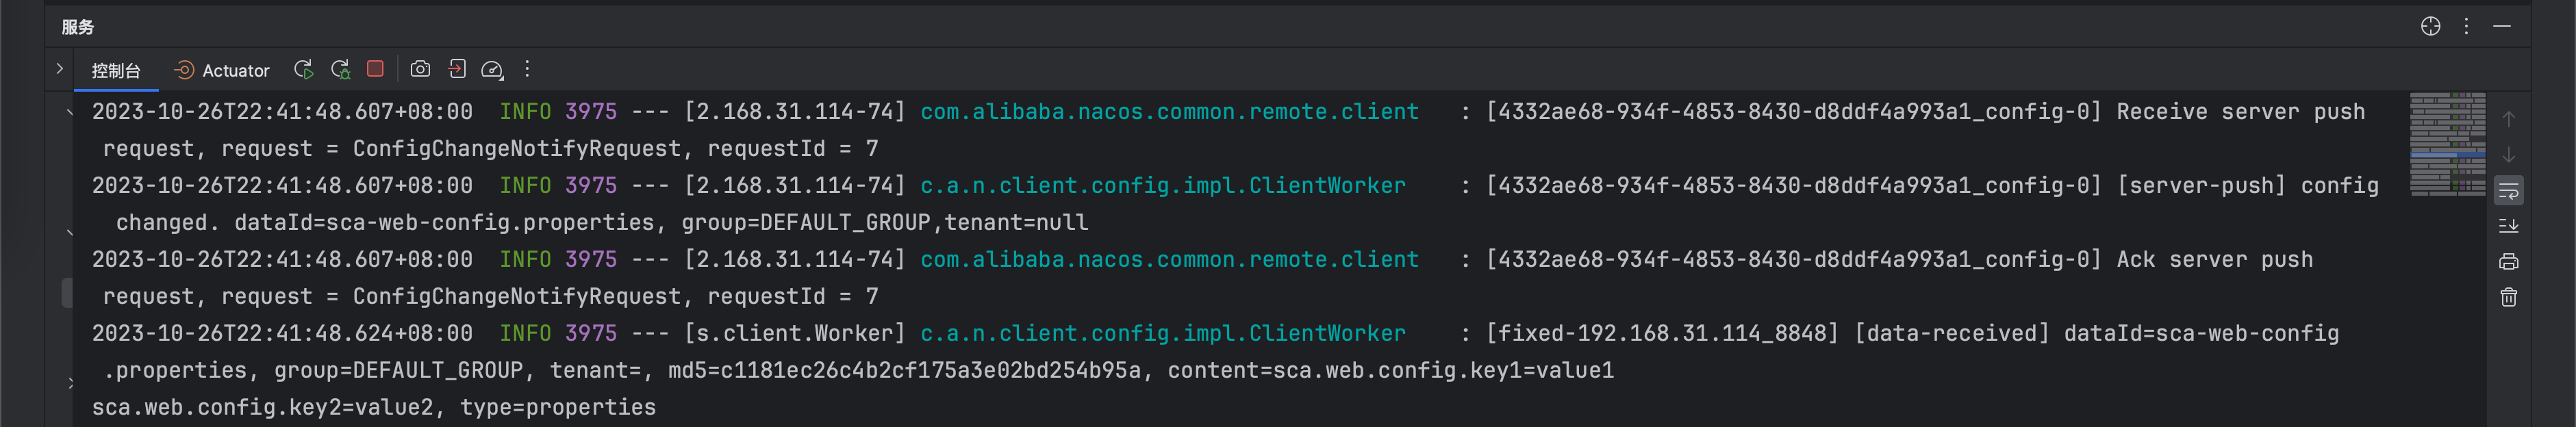 服务
控制台 Actuator
2023-10-26T22:41:48.607+08:00  INFO 3975 --- [2.168.31.114-74] com.alibaba.nacos.common.remote.client   : [4332ae68-934f-4853-8430-d8ddf4a993a1_config-0] Receive server push
request, request = ConfigChangeNotifyRequest, requestId = 7
2023-10-26T22:41:48.607+08:00  INFO 3975 --- [2.168.31.114-74] c.a.n.client.config.impl.ClientWorker    : [4332ae68-934f-4853-8430-d8ddf4a993a1_config-0] [server-push] config
changed. dataId=sca-web-config.properties, group=DEFAULT_GROUP,tenant=null
2023-10-26T22:41:48.607+08:00  INFO 3975 --- [2.168.31.114-74] com.alibaba.nacos.common.remote.client   : [4332ae68-934f-4853-8430-d8ddf4a993a1_config-0] Ack server push
request, request = ConfigChangeNotifyRequest, requestId = 7
2023-10-26T22:41:48.624+08:00  INFO 3975 --- [s.client.Worker] c.a.n.client.config.impl.ClientWorker    : [fixed-192.168.31.114_8848] [data-received] dataId=sca-web-config
.properties, group=DEFAULT_GROUP, tenant=, md5=c1181ec26c4b2cf175a3e02bd254b95a, content=sca.web.config.key1=value1
sca.web.config.key2=value2, type=properties